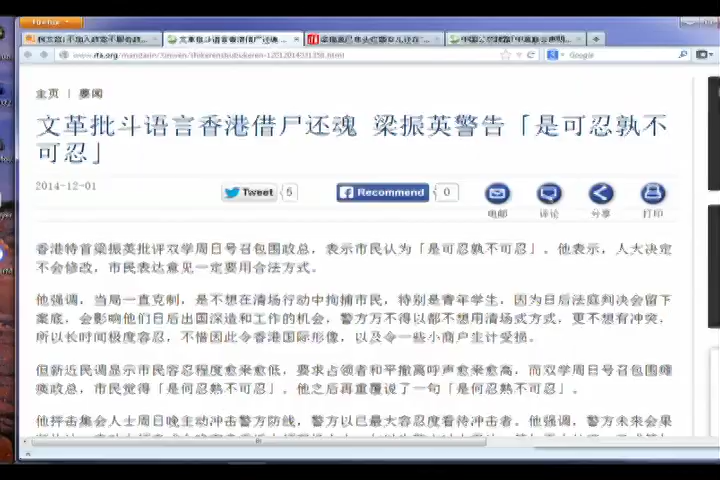 主页 | 要闻
文革批斗语言香港借尸还魂 梁振英警告「是可忍孰不
可忍」
2014-12-01
Tweet 5
Recommend 0
电邮 评论 分享 打印
香港特首梁振英批评双学周日号召包围政总，表示市民认为「是可忍孰不可忍」。他表示，人大决定
不会修改，市民表达意见一定要用合法方式。
他强调，当局一直克制，是不想在清场行动中拘捕市民，特别是青年学生，因为日后法庭判决会留下
案底，会影响他们日后出国深造和工作的机会，警方万不得以都不想用清场式方式，更不想有冲突，
所以长时间极度容忍，不惜因此令香港国际形像，以及令一些小商户生计受损。
但新近民调显示市民容忍程度愈来愈低，要求占领者和平撤离呼声愈来愈高，而双学周日号召包围瘫
痪政总，市民觉得「是何忍熟不可忍」。他之后再重覆说了一句「是何忍熟不可忍」。
他抨击集会人士周日晚主动冲击警方防线，警方以已最大容忍度看待冲击者。他强调，警方未来会果
Google